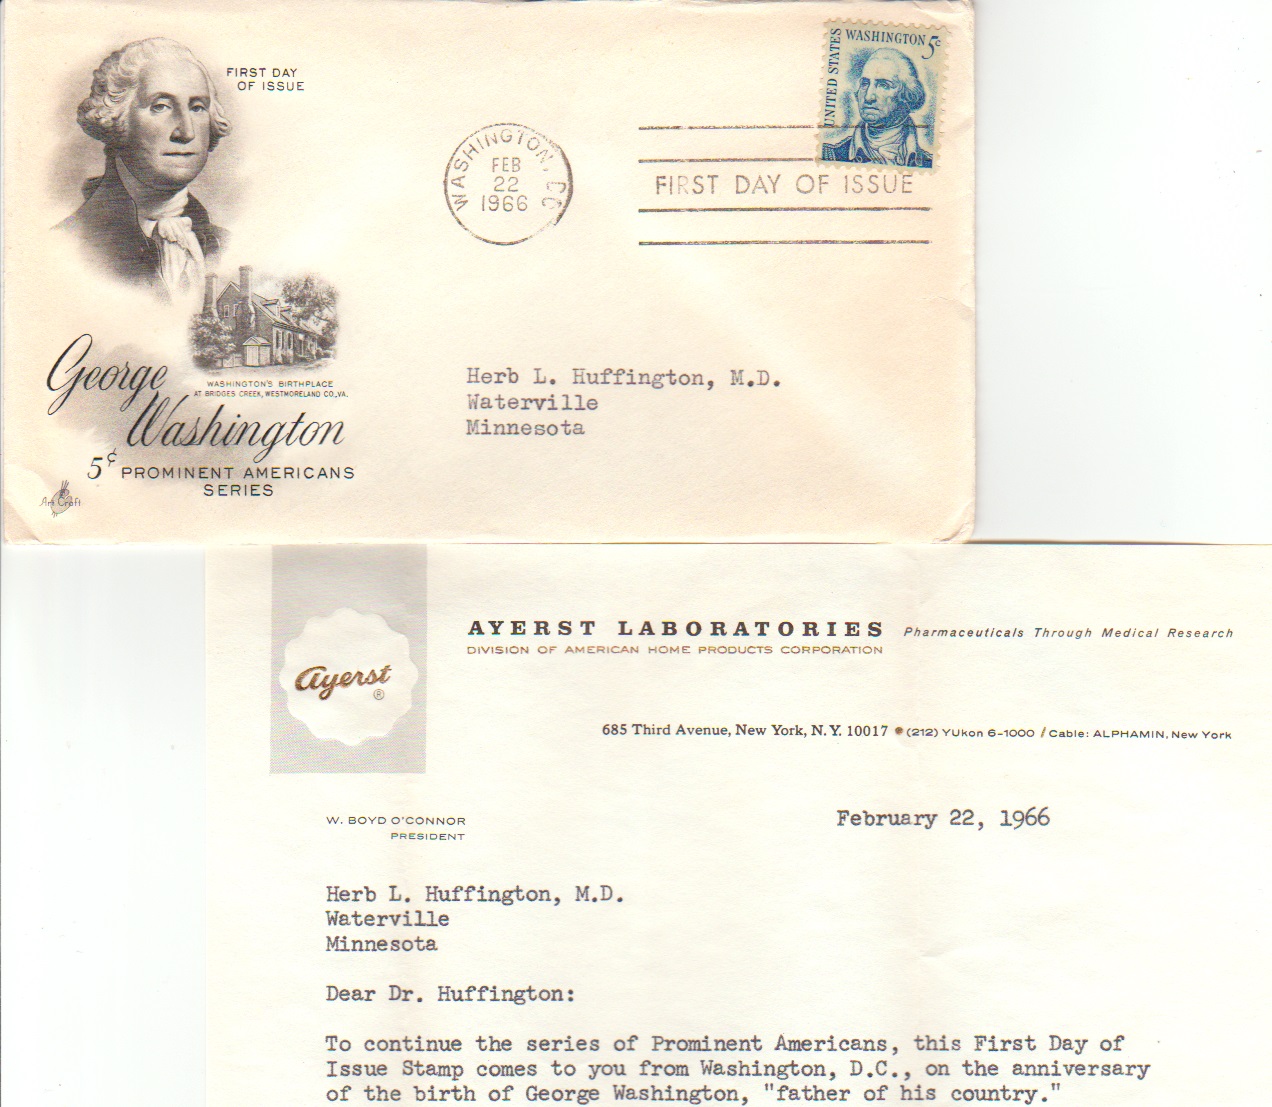 FIRST DAY
OF ISSUE
UNITED STATES
WASHINGTON 5c
WASHINGTON, DC
FEB
22
1966
FIRST DAY OF ISSUE
WASHINGTON'S BIRTHPLACE
AT BRIDGES CREEK, WESTMORELAND CO., VA.
George
Washington
5¢ PROMINENT AMERICANS
SERIES
Art Craft
Herb L. Huffington, M.D.
Waterville
Minnesota
Ayerst ®
AYERST LABORATORIES Pharmaceuticals Through Medical Research
DIVISION OF AMERICAN HOME PRODUCTS CORPORATION
685 Third Avenue, New York, N.Y. 10017 • (212) YUkon 6-1000 / Cable: ALPHAMIN, New York
W. BOYD O'CONNOR
PRESIDENT
February 22, 1966
Herb L. Huffington, M.D.
Waterville
Minnesota
Dear Dr. Huffington:
To continue the series of Prominent Americans, this First Day of
Issue Stamp comes to you from Washington, D.C., on the anniversary
of the birth of George Washington, "father of his country."